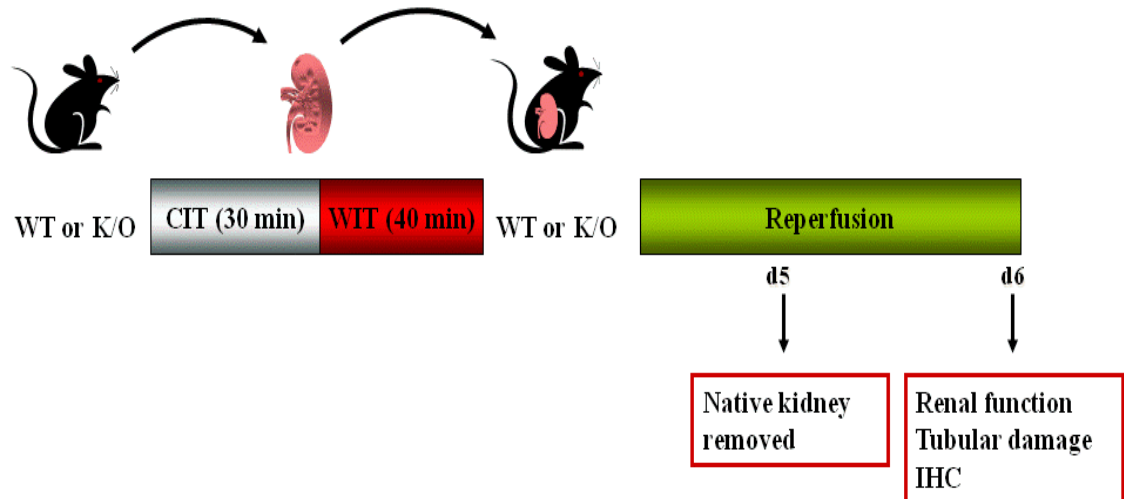 WT or K/O
CIT (30 min)
WIT (40 min)
WT or K/O
Reperfusion
d5
d6
Native kidney
removed
Renal function
Tubular damage
IHC